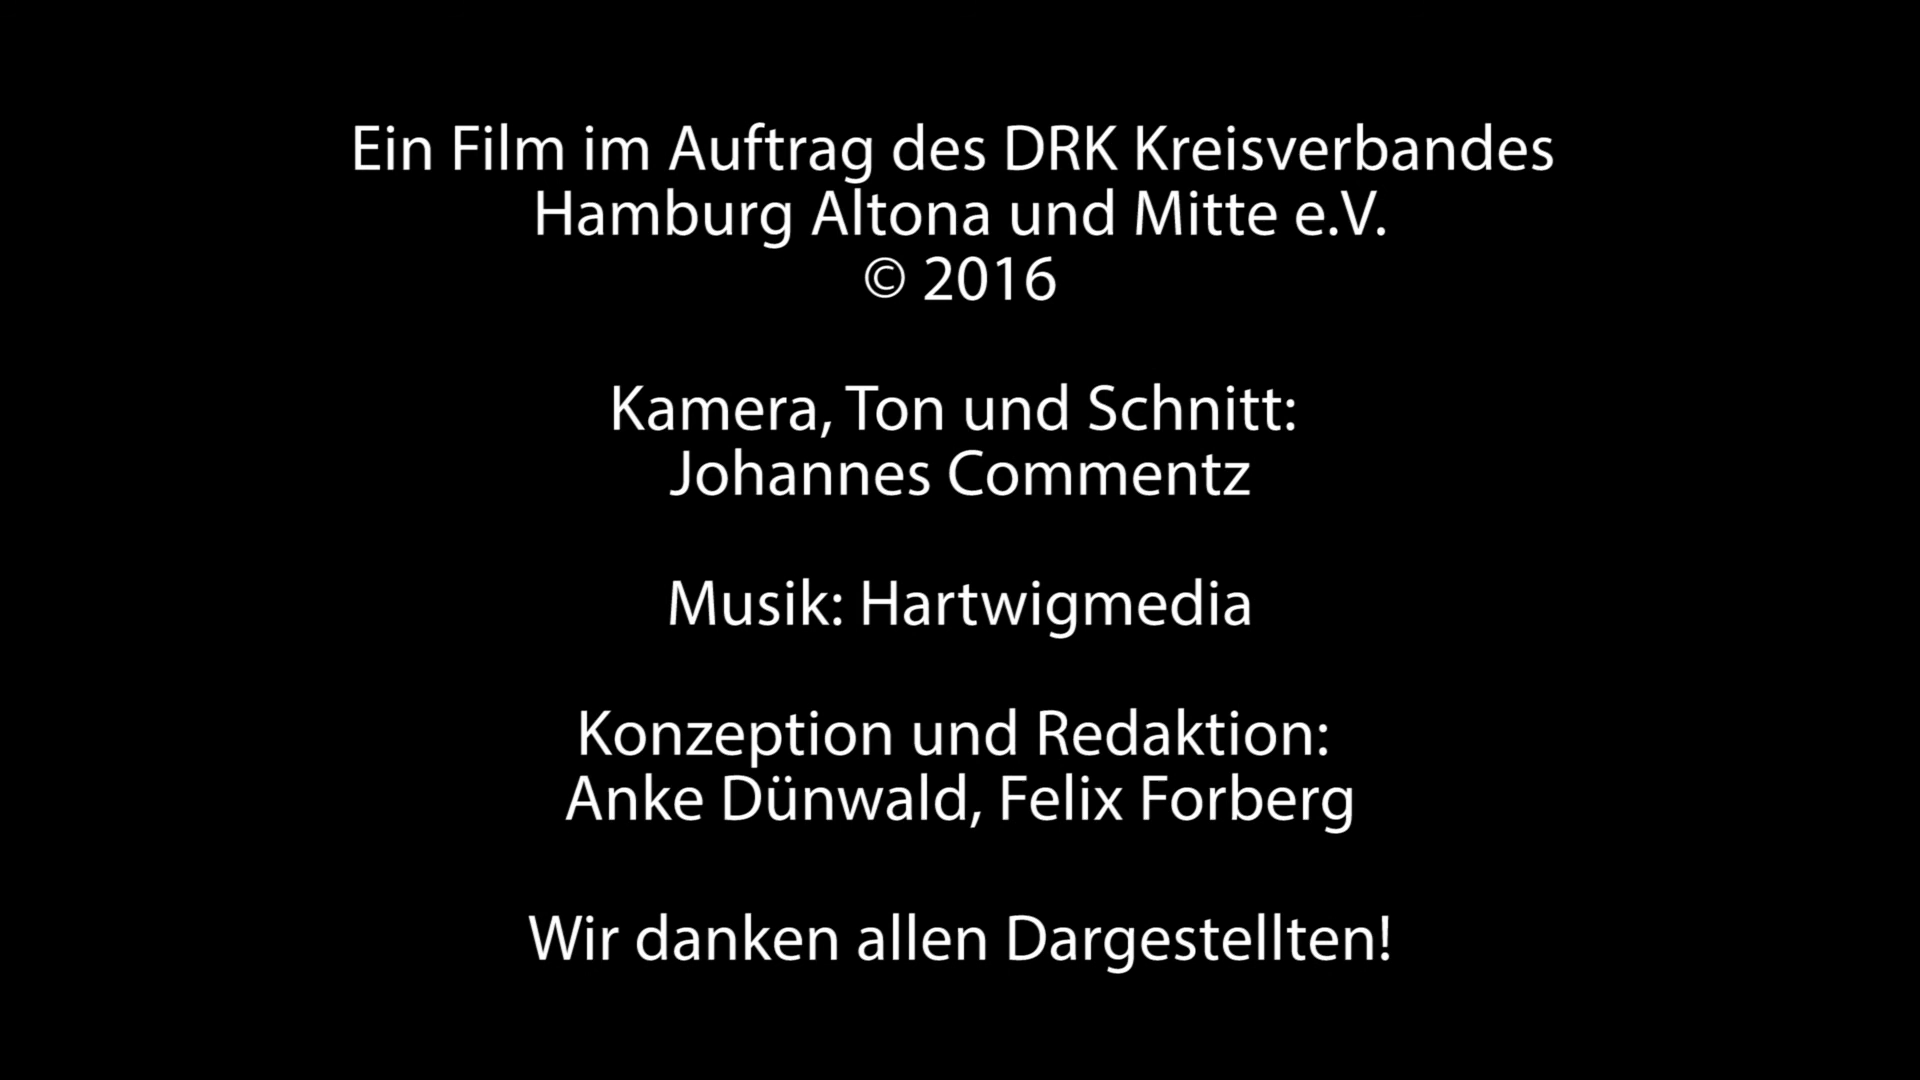 Ein Film im Auftrag des DRK Kreisverbandes
Hamburg Altona und Mitte e.V.
© 2016
Kamera, Ton und Schnitt:
Johannes Commentz
Musik: Hartwigmedia
Konzeption und Redaktion:
Anke Dünwald, Felix Forberg
Wir danken allen Dargestellten!